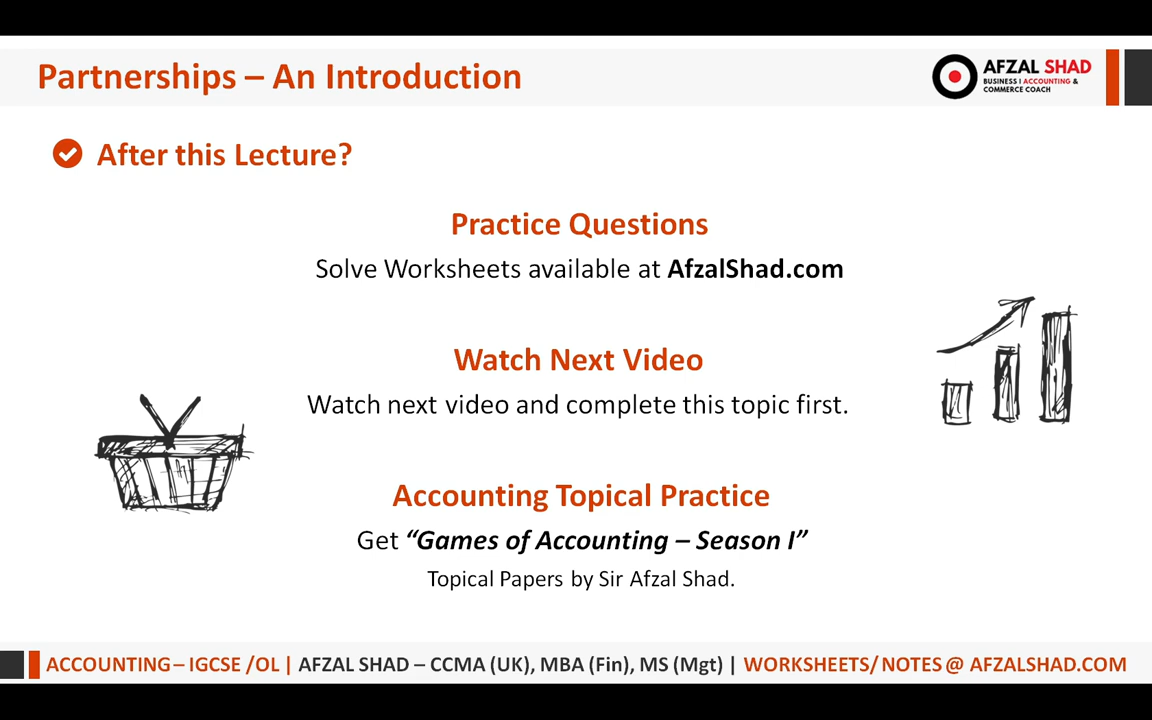 Partnerships – An Introduction
AFZAL SHAD
BUSINESS I ACCOUNTING &
COMMERCE COACH
After this Lecture?
Practice Questions
Solve Worksheets available at AfzalShad.com
Watch Next Video
Watch next video and complete this topic first.
Accounting Topical Practice
Get “Games of Accounting – Season I”
Topical Papers by Sir Afzal Shad.
ACCOUNTING – IGCSE /OL | AFZAL SHAD – CCMA (UK), MBA (Fin), MS (Mgt) | WORKSHEETS/ NOTES @ AFZALSHAD.COM